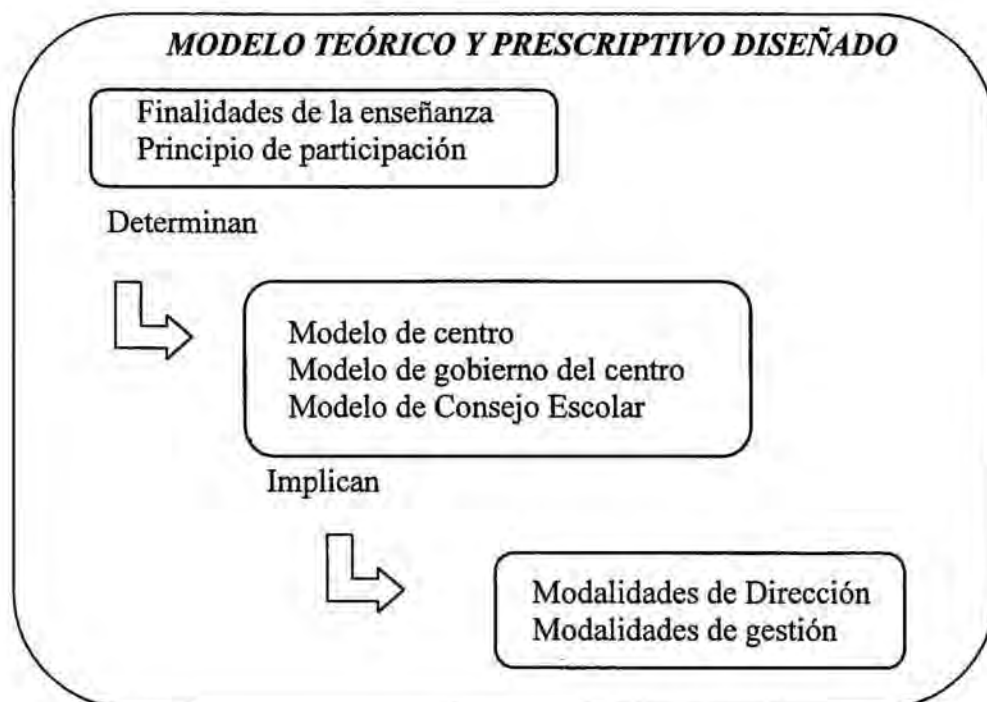 MODELO TEÓRICO Y PRESCRIPTIVO DISEÑADO
Finalidades de la enseñanza
Principio de participación
Determinan
Modelo de centro
Modelo de gobierno del centro
Modelo de Consejo Escolar
Implican
Modalidades de Dirección
Modalidades de gestión